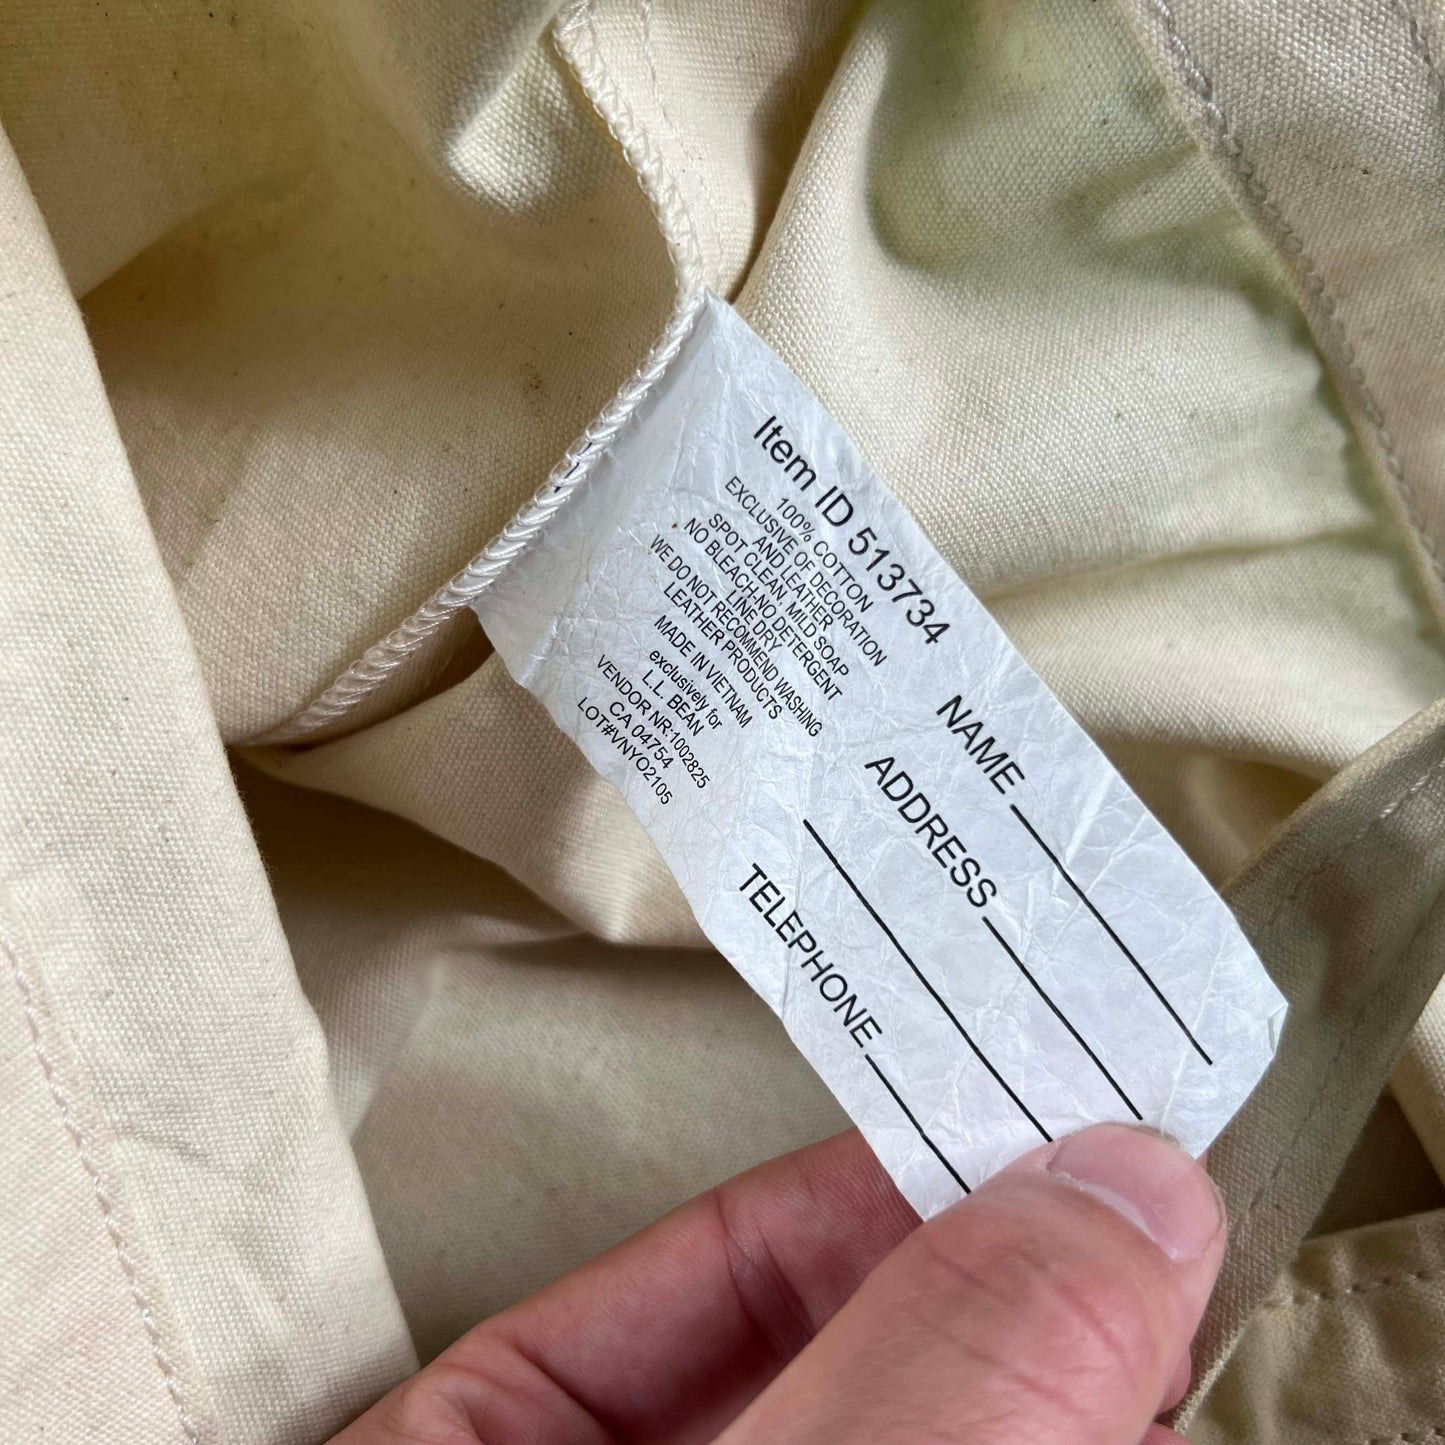 Item ID 513734
100% COTTON
EXCLUSIVE OF DECORATION
AND LEATHER
SPOT CLEAN, MILD SOAP
NO BLEACH-NO DETERGENT
LINE DRY
WE DO NOT RECOMMEND WASHING
LEATHER PRODUCTS
MADE IN VIETNAM
exclusively for
L.L. BEAN
VENDOR NR:1002825
CA 04754
LOT#VNYO2105
NAME
ADDRESS
TELEPHONE